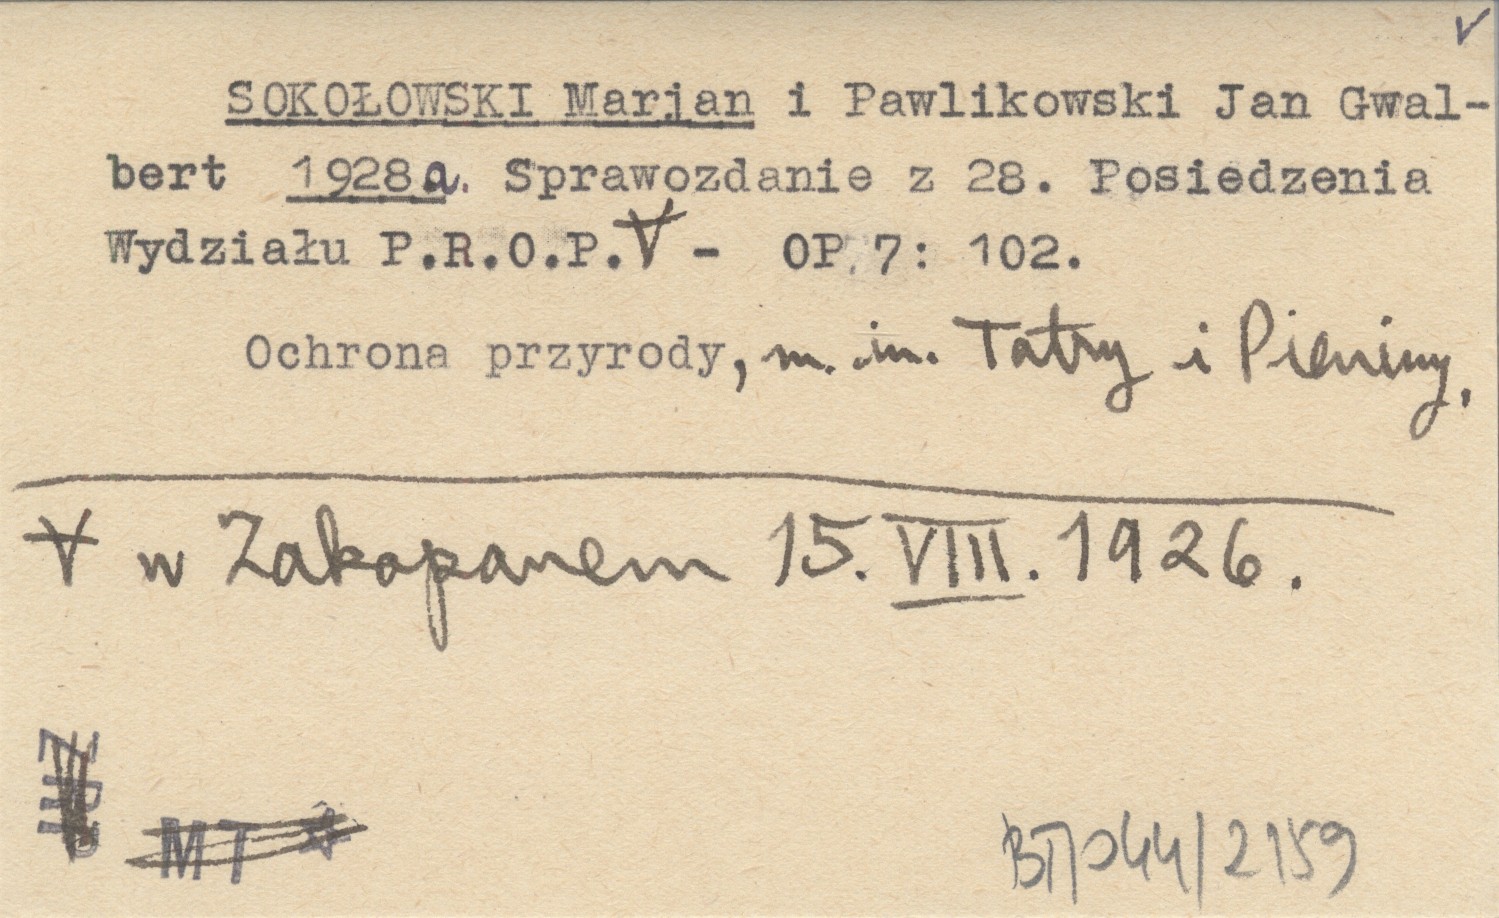 SOKOŁOWSKI Marjan i Pawlikowski Jan Gwal-
bert 1928a. Sprawozdanie z 28. Posiedzenia
Wydziału P.R.O.P.∀ - OP 7: 102.
Ochrona przyrody, m. in. Tatry i Pieniny.
∀ w Zakopanem 15. VIII. 1926.
MT
BT/044/2159